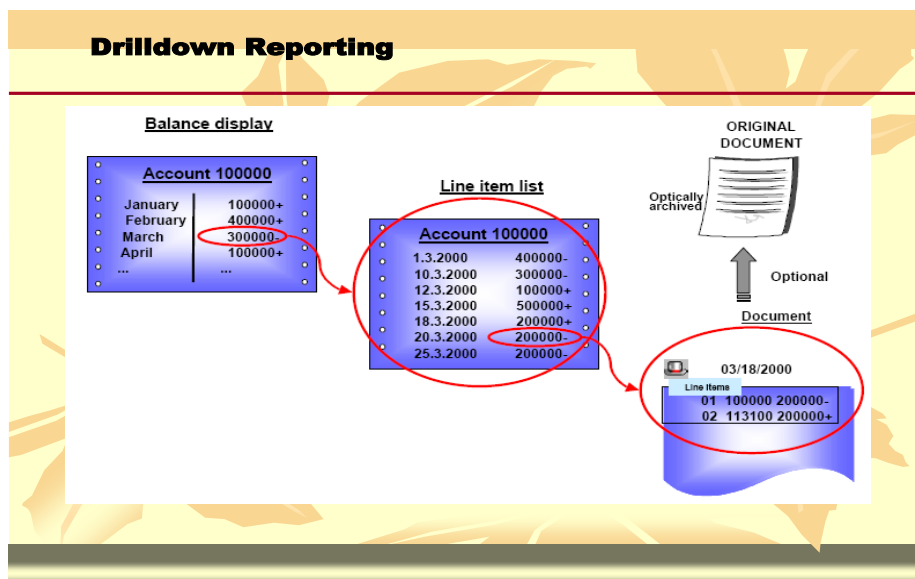 Drilldown Reporting
Balance display
Account 100000
January 100000+
February 400000+
March 300000-
April 100000+
... ...
Line item list
Account 100000
1.3.2000 400000-
10.3.2000 300000-
12.3.2000 100000+
15.3.2000 500000+
18.3.2000 200000+
20.3.2000 200000-
25.3.2000 200000-
ORIGINAL
DOCUMENT
Optically
archived
Optional
Document
03/18/2000
Line Items
01 100000 200000-
02 113100 200000+